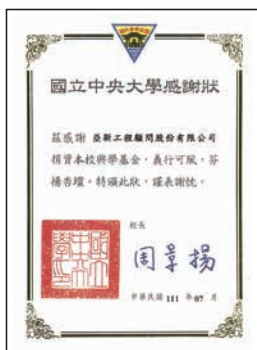 國立中央大學感謝狀
茲感謝 亞新工程顧問股份有限公司
捐資本校興學基金，義行可風，芬
揚杏壇。特頒此狀，謹表謝忱。
校長
周景揚
中華民國 111 年 07 月